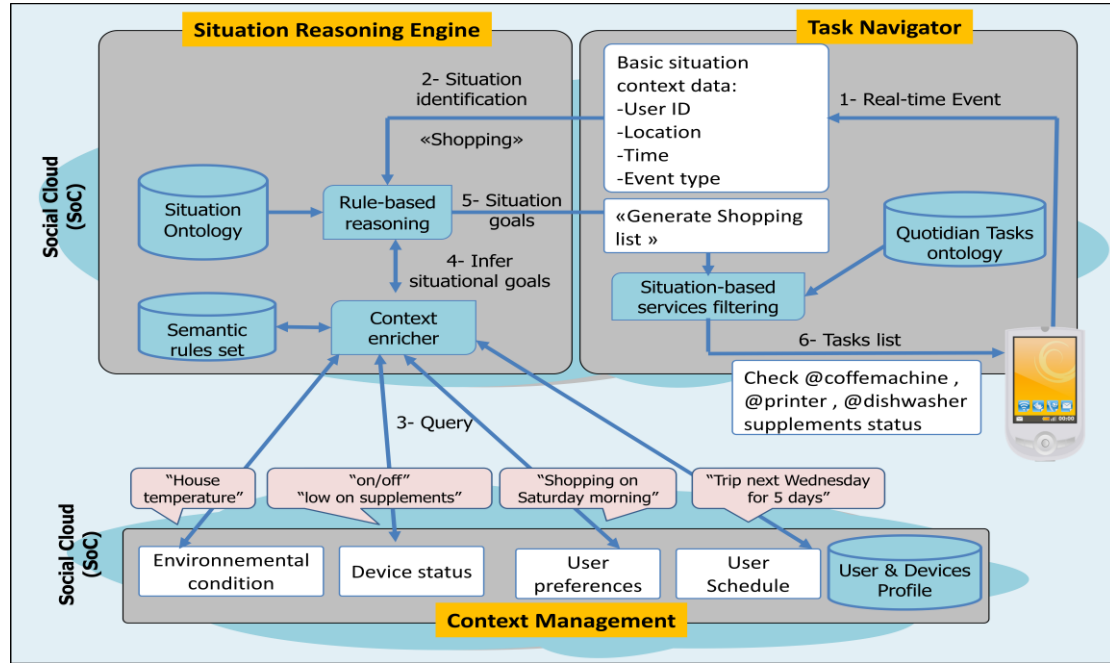 Situation Reasoning Engine
Task Navigator
2- Situation
identification
«Shopping»
Basic situation
context data:
-User ID
-Location
-Time
-Event type
1- Real-time Event
Social Cloud
(SoC)
Situation
Ontology
Rule-based
reasoning
5- Situation
goals
«Generate Shopping
list »
Quotidian Tasks
ontology
4- Infer
situational goals
Situation-based
services filtering
Semantic
rules set
Context
enricher
6- Tasks list
Check @coffemachine ,
@printer , @dishwasher
supplements status
00:00
3- Query
"House
temperature"
"on/off"
"low on supplements"
"Shopping on
Saturday morning"
"Trip next Wednesday
for 5 days"
Social Cloud
(SoC)
Environnemental
condition
Device status
User
preferences
User
Schedule
User & Devices
Profile
Context Management